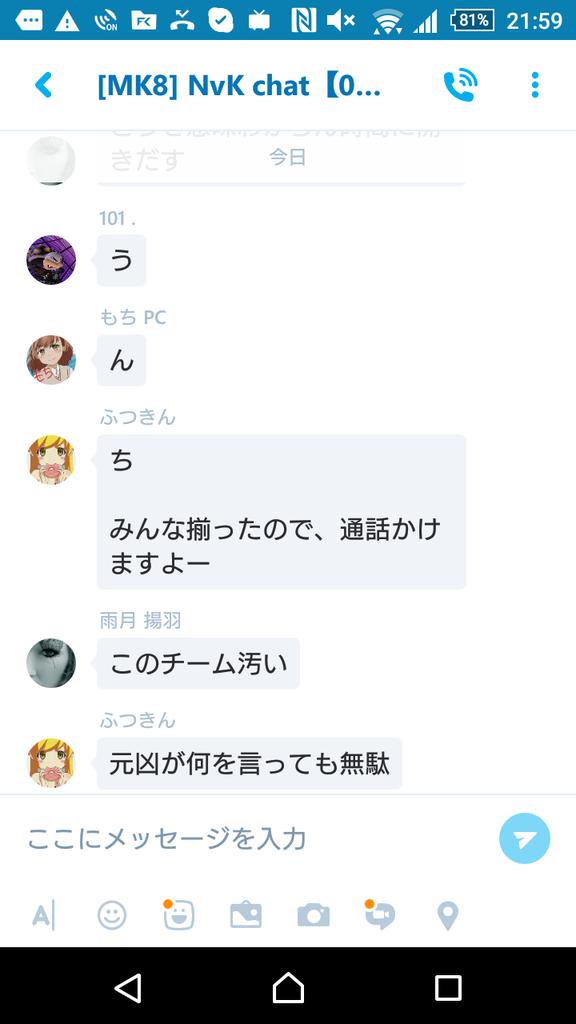 ON
FK
81%
21:59
[MK8] NvK chat【0...
きだす
今日
101 .
う
もち PC
ん
ふつきん
ち
みんな揃ったので、通話かけ
ますよー
雨月 揚羽
このチーム汚い
ふつきん
元凶が何を言っても無駄
ここにメッセージを入力
A